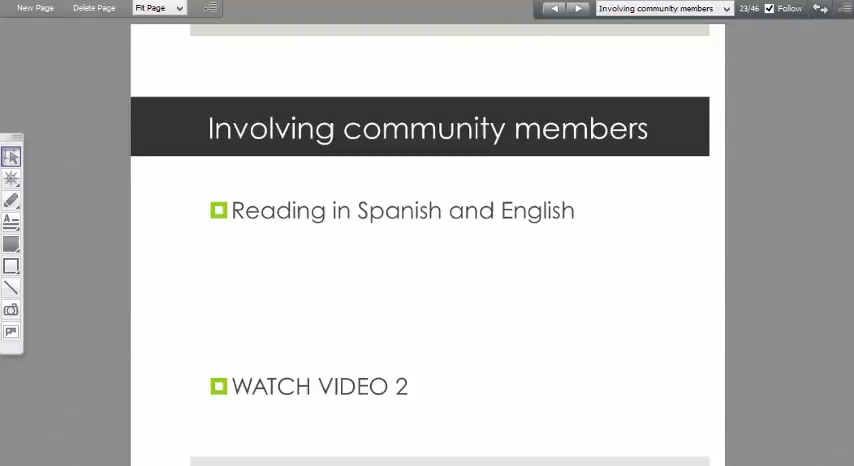 New Page Delete Page Fit Page Involving community members 23/46 Follow
Involving community members
Reading in Spanish and English
WATCH VIDEO 2